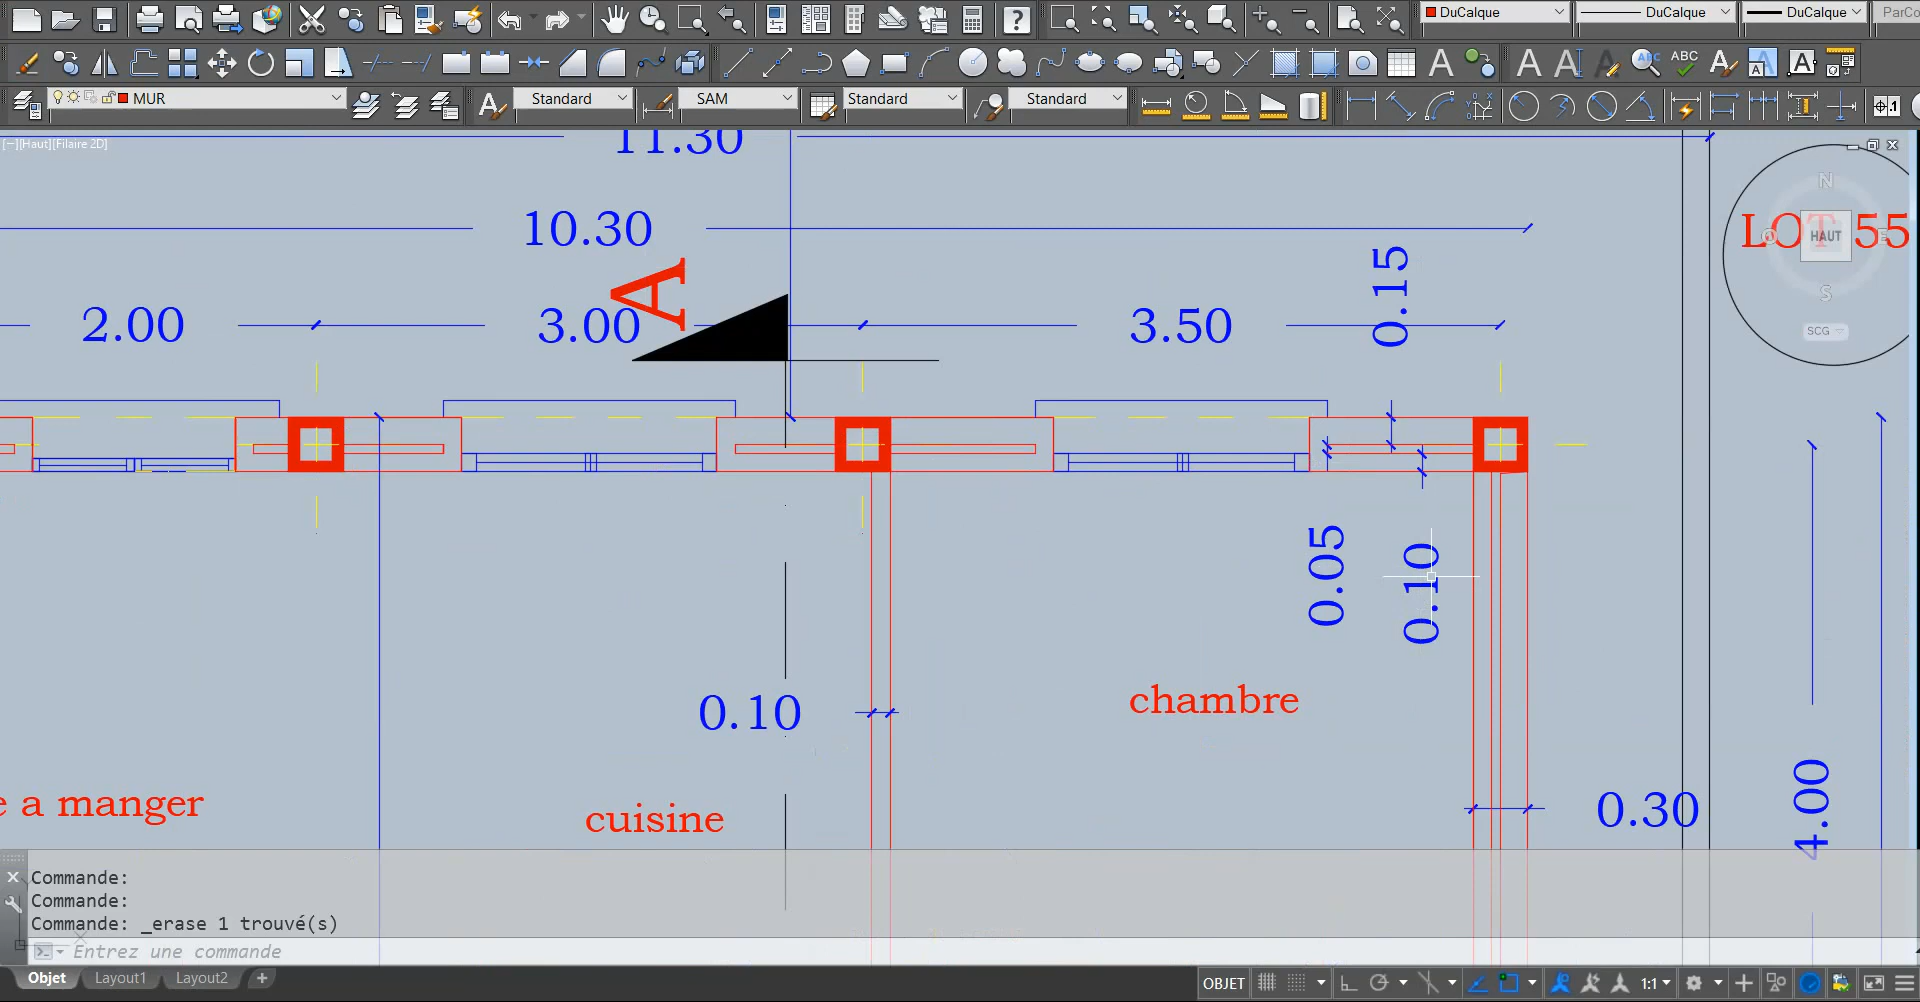 DuCalque
DuCalque
DuCalque
ParCo
ABC
MUR
Standard
SAM
Standard
Standard
[−][Haut][Filaire 2D]
11.30
10.30
2.00
3.00
A
3.50
0.15
LOT 55
N
HAUT
O
E
S
SCG
0.05
0.10
0.10
chambre
e a manger
cuisine
0.30
4.00
Commande:
Commande:
Commande: _erase 1 trouvé(s)
Entrez une commande
Objet
Layout1
Layout2
+
OBJET
1:1